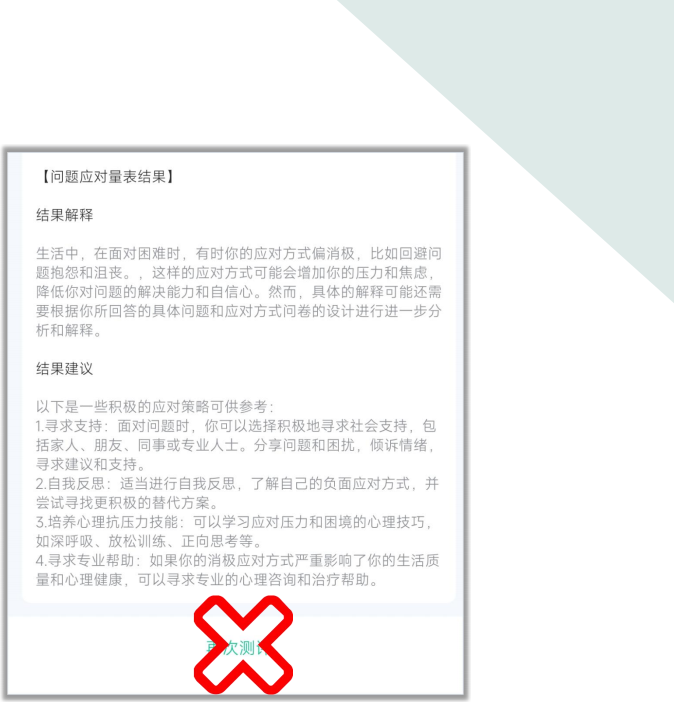 【问题应对量表结果】
结果解释
生活中，在面对困难时，有时你的应对方式偏消极，比如回避问
题抱怨和沮丧。，这样的应对方式可能会增加你的压力和焦虑，
降低你对问题的解决能力和自信心。然而，具体的解释可能还需
要根据你所回答的具体问题和应对方式问卷的设计进行进一步分
析和解释。
结果建议
以下是一些积极的应对策略可供参考：
1.寻求支持：面对问题时，你可以选择积极地寻求社会支持，包
括家人、朋友、同事或专业人士。分享问题和困扰，倾诉情绪，
寻求建议和支持。
2.自我反思：适当进行自我反思，了解自己的负面应对方式，并
尝试寻找更积极的替代方案。
3.培养心理抗压力技能：可以学习应对压力和困境的心理技巧，
如深呼吸、放松训练、正向思考等。
4.寻求专业帮助：如果你的消极应对方式严重影响了你的生活质
量和心理健康，可以寻求专业的心理咨询和治疗帮助。
次测